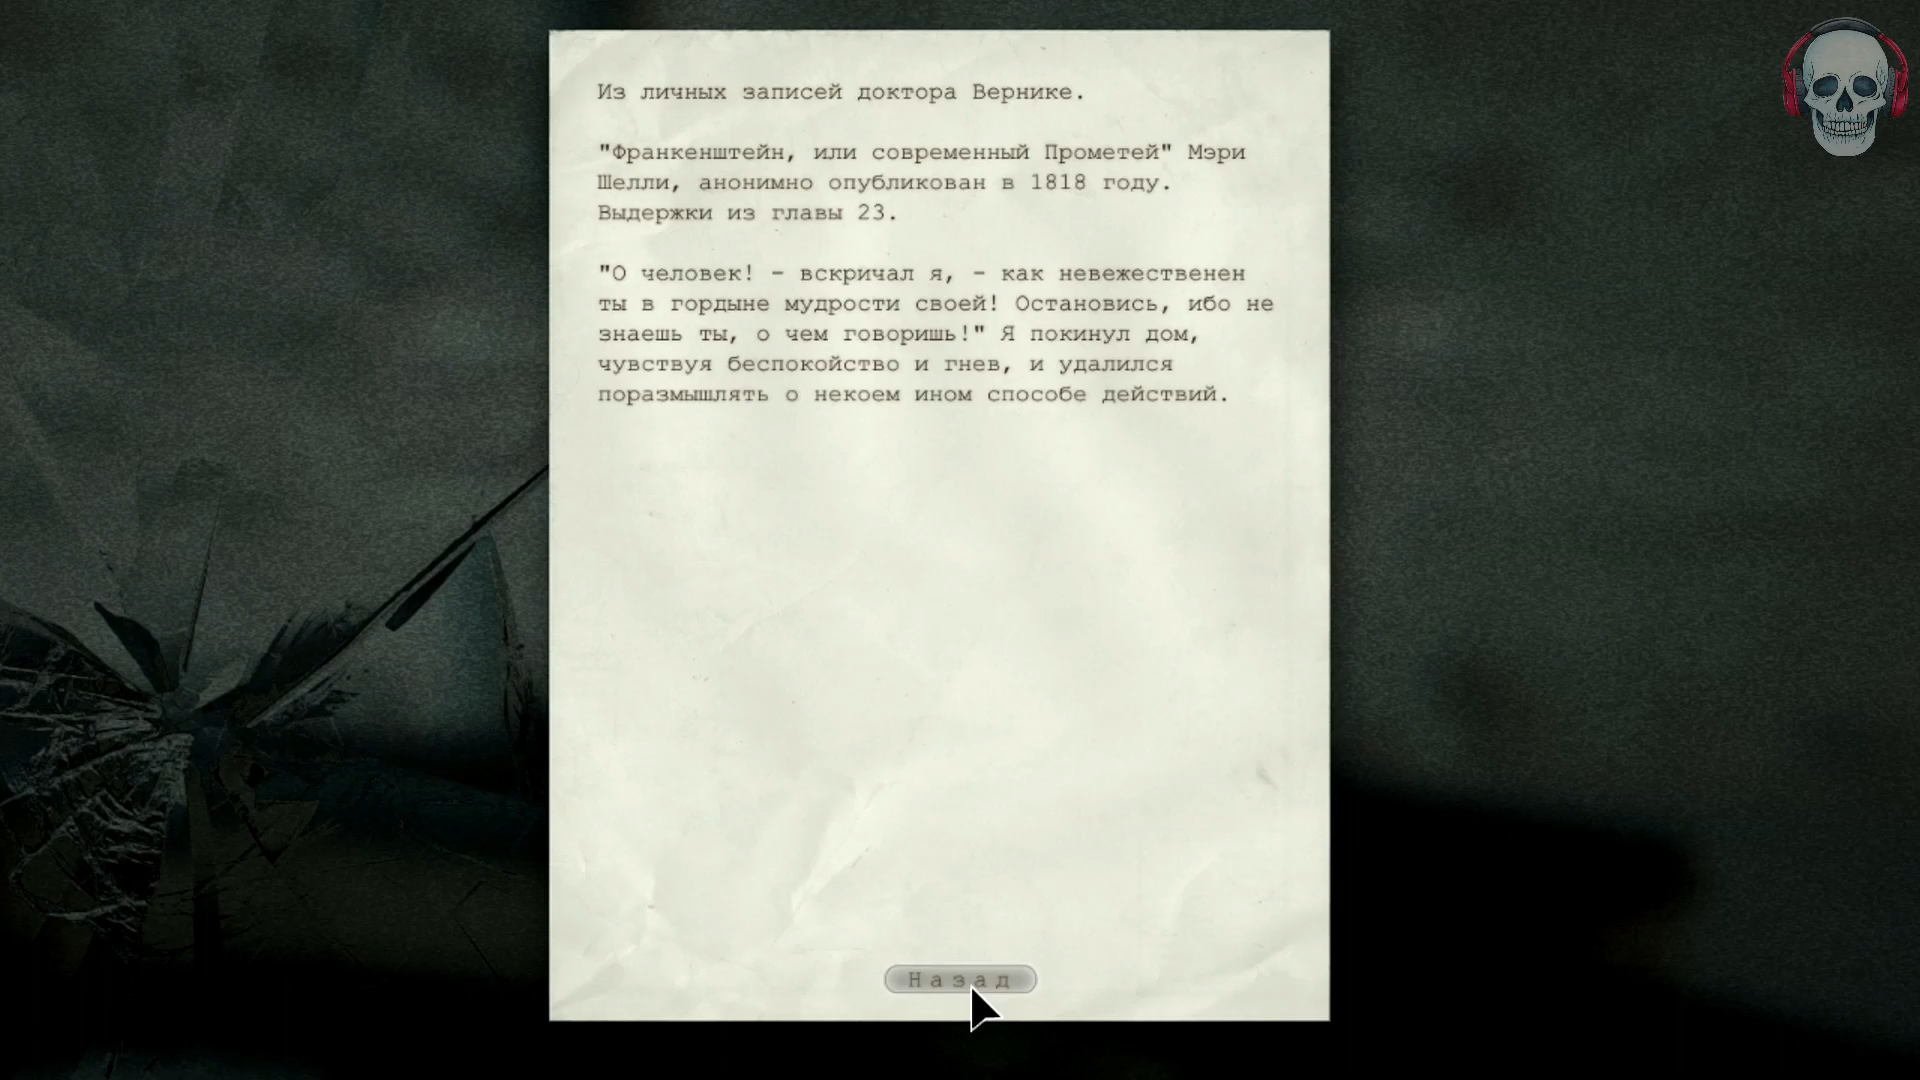 Из личных записей доктора Вернике.
"Франкенштейн, или современный Прометей" Мэри
Шелли, анонимно опубликован в 1818 году.
Выдержки из главы 23.
"О человек! - вскричал я, - как невежественен
ты в гордыне мудрости своей! Остановись, ибо не
знаешь ты, о чем говоришь!" Я покинул дом,
чувствуя беспокойство и гнев, и удалился
поразмышлять о некоем ином способе действий.
Назад